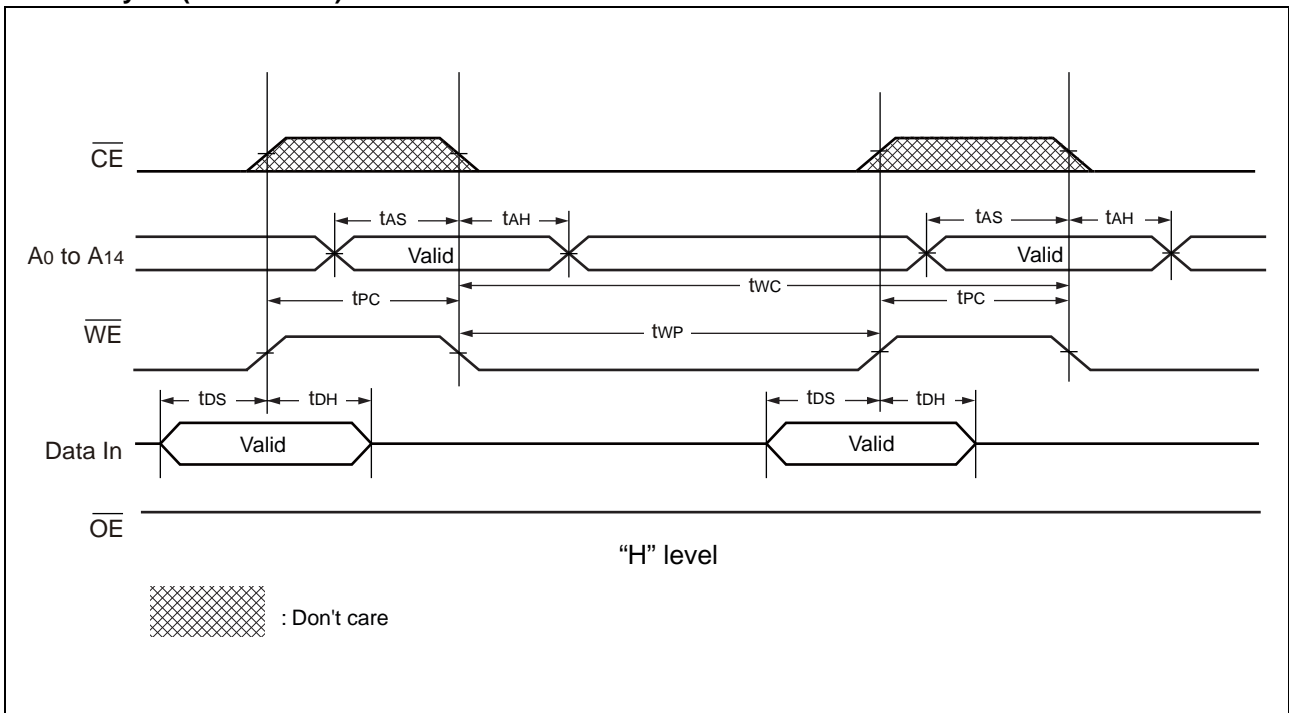 CE
tAS tAH tAS tAH
A0 to A14 Valid Valid
tPC tWC tPC
WE tWP
tDS tDH tDS tDH
Data In Valid Valid
OE
“H” level
: Don't care